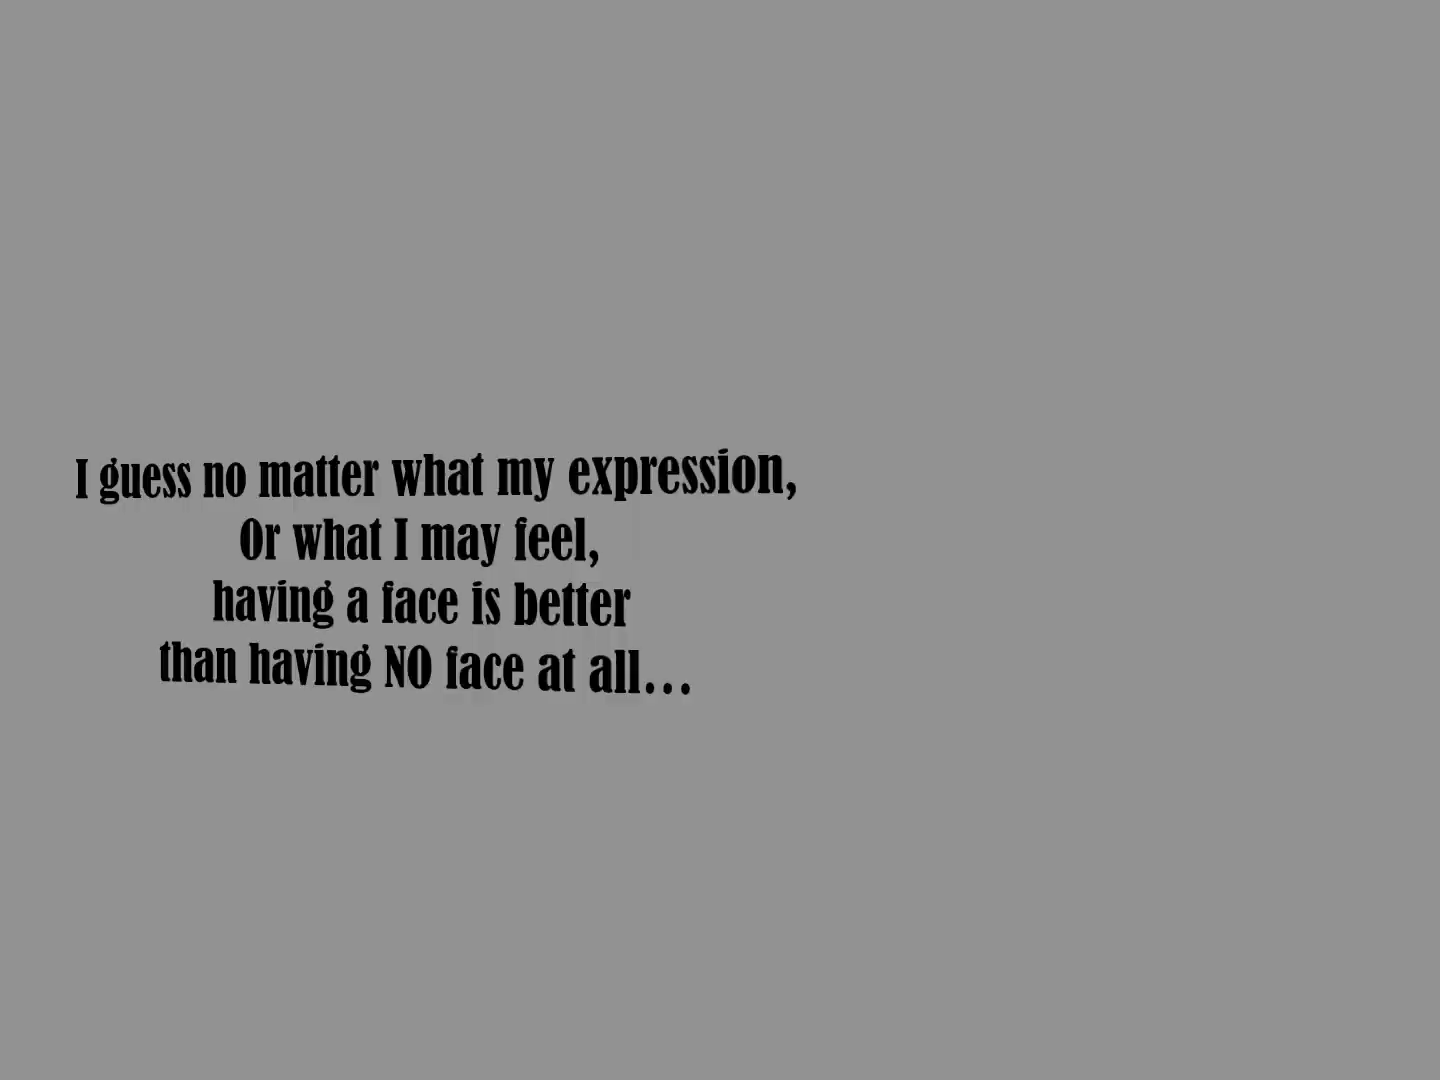 I guess no matter what my expression,
Or what I may feel,
having a face is better
than having NO face at all...